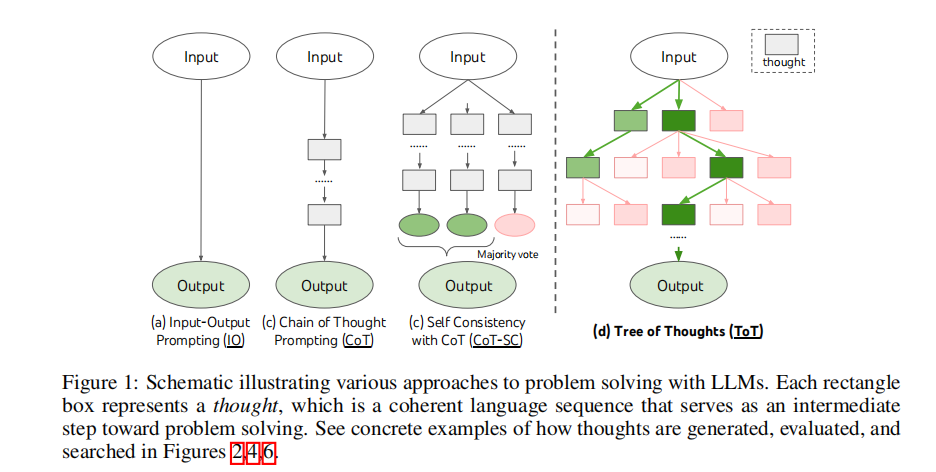 Input
Input
Input
Input
thought
......
......
......
......
......
Majority vote
Output
Output
Output
Output
(a) Input-Output
Prompting (IO)
(c) Chain of Thought
Prompting (CoT)
(c) Self Consistency
with CoT (CoT-SC)
(d) Tree of Thoughts (ToT)
Figure 1: Schematic illustrating various approaches to problem solving with LLMs. Each rectangle
box represents a thought, which is a coherent language sequence that serves as an intermediate
step toward problem solving. See concrete examples of how thoughts are generated, evaluated, and
searched in Figures 2,4,6.